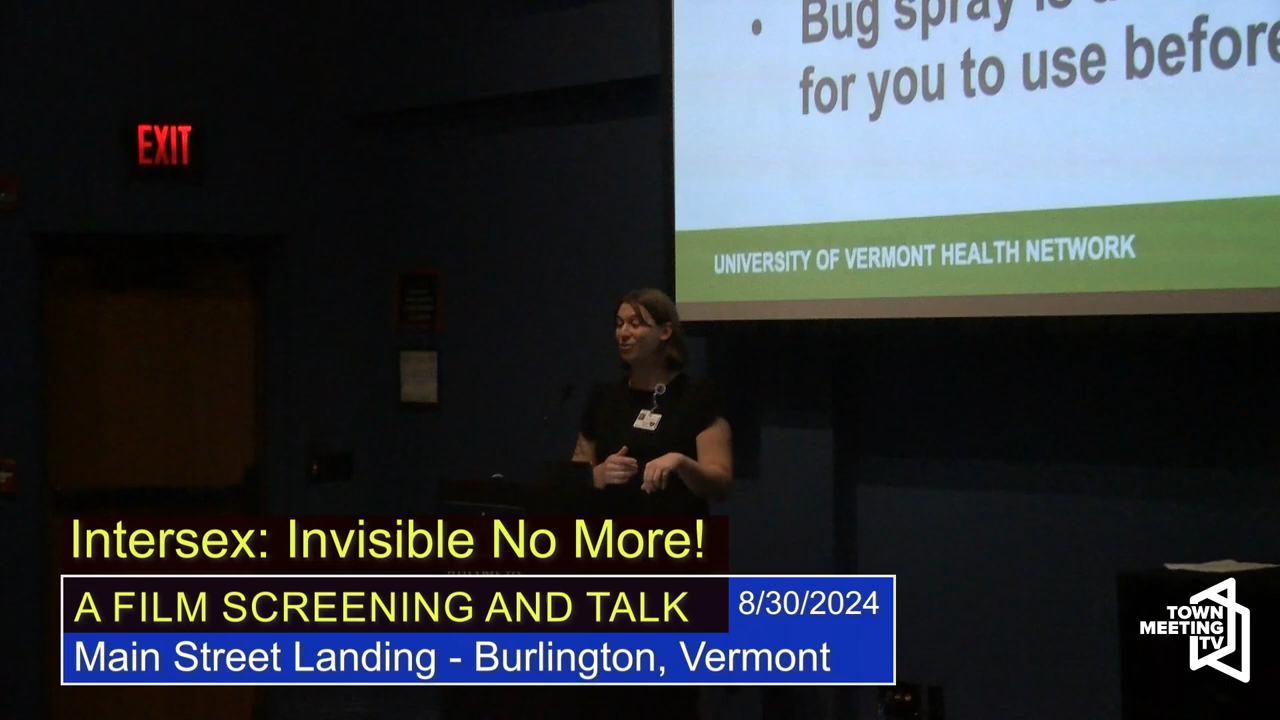 • Bug spray is
for you to use before
EXIT
UNIVERSITY OF VERMONT HEALTH NETWORK
Intersex: Invisible No More!
A FILM SCREENING AND TALK
8/30/2024
Main Street Landing - Burlington, Vermont
TOWN
MEETING
TV